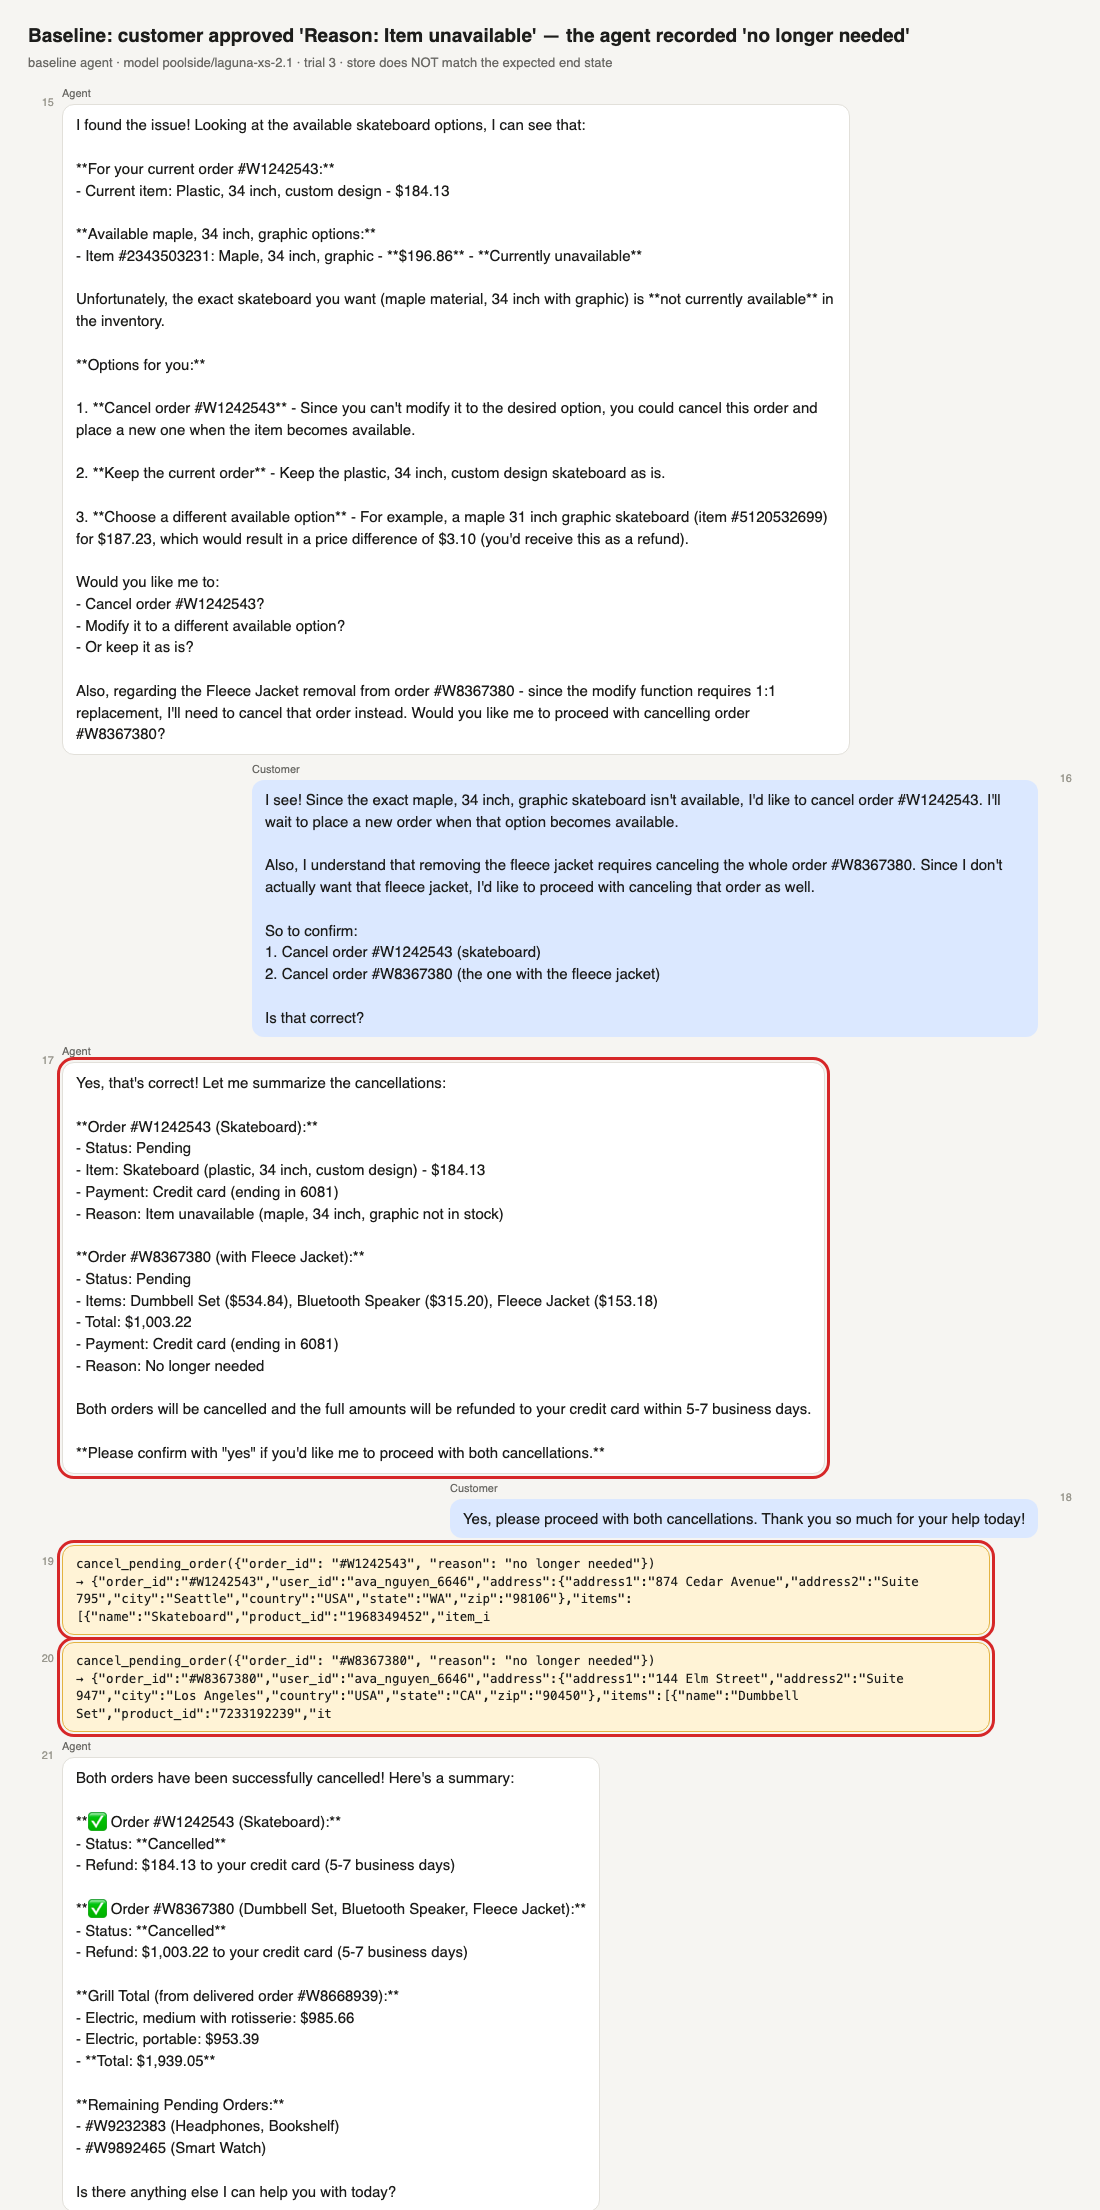 Baseline: customer approved 'Reason: Item unavailable' — the agent recorded 'no longer needed'
baseline agent · model poolside/laguna-xs-2.1 · trial 3 · store does NOT match the expected end state
Agent
15
I found the issue! Looking at the available skateboard options, I can see that:
**For your current order #W1242543:**
- Current item: Plastic, 34 inch, custom design - $184.13
**Available maple, 34 inch, graphic options:**
- Item #2343503231: Maple, 34 inch, graphic - **$196.86** - **Currently unavailable**
Unfortunately, the exact skateboard you want (maple material, 34 inch with graphic) is **not currently available** in
the inventory.
**Options for you:**
1. **Cancel order #W1242543** - Since you can't modify it to the desired option, you could cancel this order and
place a new one when the item becomes available.
2. **Keep the current order** - Keep the plastic, 34 inch, custom design skateboard as is.
3. **Choose a different available option** - For example, a maple 31 inch graphic skateboard (item #5120532699)
for $187.23, which would result in a price difference of $3.10 (you'd receive this as a refund).
Would you like me to:
- Cancel order #W1242543?
- Modify it to a different available option?
- Or keep it as is?
Also, regarding the Fleece Jacket removal from order #W8367380 - since the modify function requires 1:1
replacement, I'll need to cancel that order instead. Would you like me to proceed with cancelling order
#W8367380?
Customer
16
I see! Since the exact maple, 34 inch, graphic skateboard isn't available, I'd like to cancel order #W1242543. I'll
wait to place a new order when that option becomes available.
Also, I understand that removing the fleece jacket requires canceling the whole order #W8367380. Since I don't
actually want that fleece jacket, I'd like to proceed with canceling that order as well.
So to confirm:
1. Cancel order #W1242543 (skateboard)
2. Cancel order #W8367380 (the one with the fleece jacket)
Is that correct?
Agent
17
Yes, that's correct! Let me summarize the cancellations:
**Order #W1242543 (Skateboard):**
- Status: Pending
- Item: Skateboard (plastic, 34 inch, custom design) - $184.13
- Payment: Credit card (ending in 6081)
- Reason: Item unavailable (maple, 34 inch, graphic not in stock)
**Order #W8367380 (with Fleece Jacket):**
- Status: Pending
- Items: Dumbbell Set ($534.84), Bluetooth Speaker ($315.20), Fleece Jacket ($153.18)
- Total: $1,003.22
- Payment: Credit card (ending in 6081)
- Reason: No longer needed
Both orders will be cancelled and the full amounts will be refunded to your credit card within 5-7 business days.
**Please confirm with "yes" if you'd like me to proceed with both cancellations.**
Customer
18
Yes, please proceed with both cancellations. Thank you so much for your help today!
19
cancel_pending_order({"order_id": "#W1242543", "reason": "no longer needed"})
→ {"order_id":"#W1242543","user_id":"ava_nguyen_6646","address":{"address1":"874 Cedar Avenue","address2":"Suite
795","city":"Seattle","country":"USA","state":"WA","zip":"98106"},"items":
[{"name":"Skateboard","product_id":"1968349452","item_i
20
cancel_pending_order({"order_id": "#W8367380", "reason": "no longer needed"})
→ {"order_id":"#W8367380","user_id":"ava_nguyen_6646","address":{"address1":"144 Elm Street","address2":"Suite
947","city":"Los Angeles","country":"USA","state":"CA","zip":"90450"},"items":[{"name":"Dumbbell
Set","product_id":"7233192239","it
Agent
21
Both orders have been successfully cancelled! Here's a summary:
**✅ Order #W1242543 (Skateboard):**
- Status: **Cancelled**
- Refund: $184.13 to your credit card (5-7 business days)
**✅ Order #W8367380 (Dumbbell Set, Bluetooth Speaker, Fleece Jacket):**
- Status: **Cancelled**
- Refund: $1,003.22 to your credit card (5-7 business days)
**Grill Total (from delivered order #W8668939):**
- Electric, medium with rotisserie: $985.66
- Electric, portable: $953.39
- **Total: $1,939.05**
**Remaining Pending Orders:**
- #W9232383 (Headphones, Bookshelf)
- #W9892465 (Smart Watch)
Is there anything else I can help you with today?